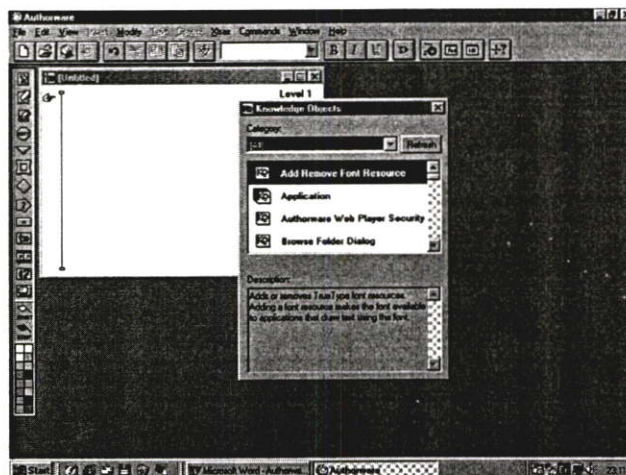 Authorware
File Edit View Insert Modify Text Control Xtras Commands Window Help
B I U
[Untitled]
Level 1
Knowledge Objects
Category:
Refresh
Add Remove Font Resource
Application
Authorware Web Player Security
Browse Folder Dialog
Description:
Adds or removes TrueType font resources.
Adding a font resource makes the font available
to applications that draw text using the font.
Start
Microsoft Word - Authorwa...
Authorware